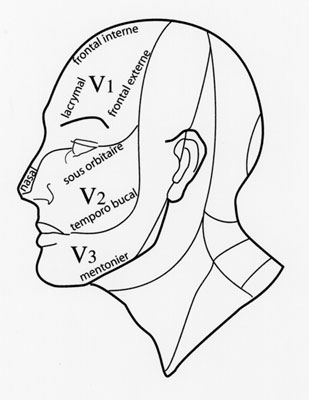 frontal interne
lacrymal
V1
frontal externe
sous orbitaire
nasal
V2
temporo bucal
V3
mentonier